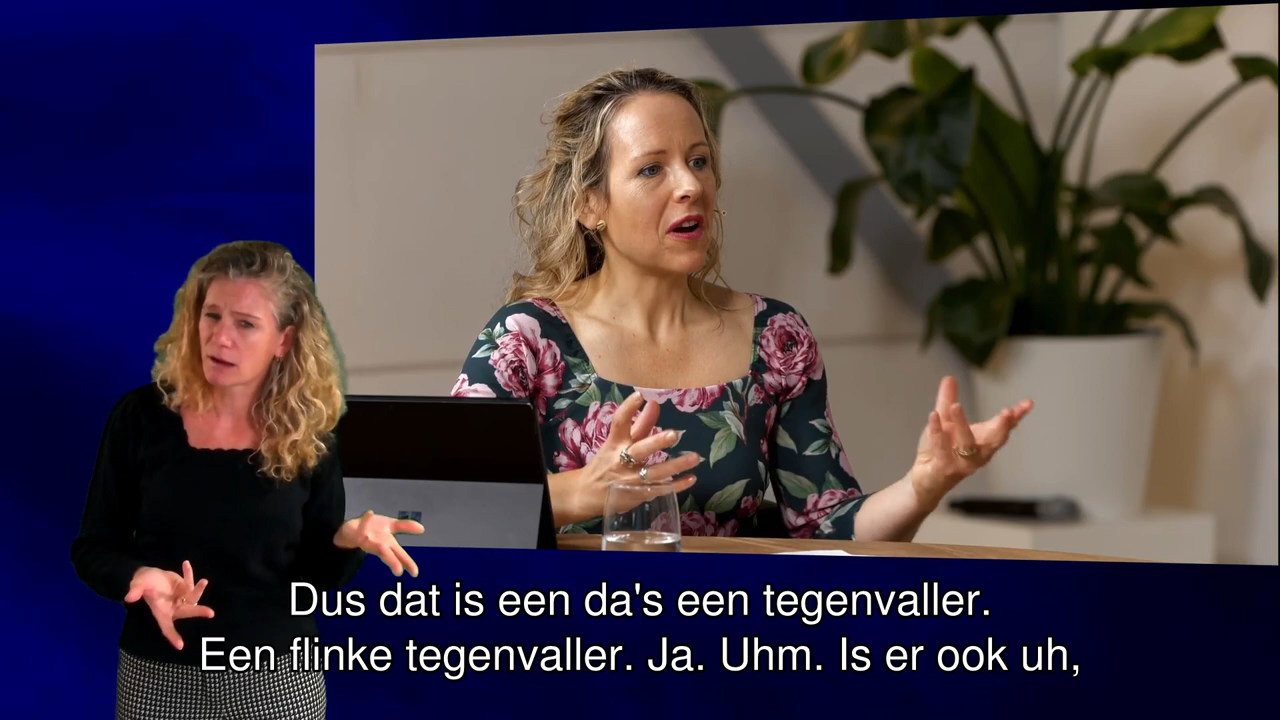 Dus dat is een da's een tegenvaller.
Een flinke tegenvaller. Ja. Uhm. Is er ook uh,